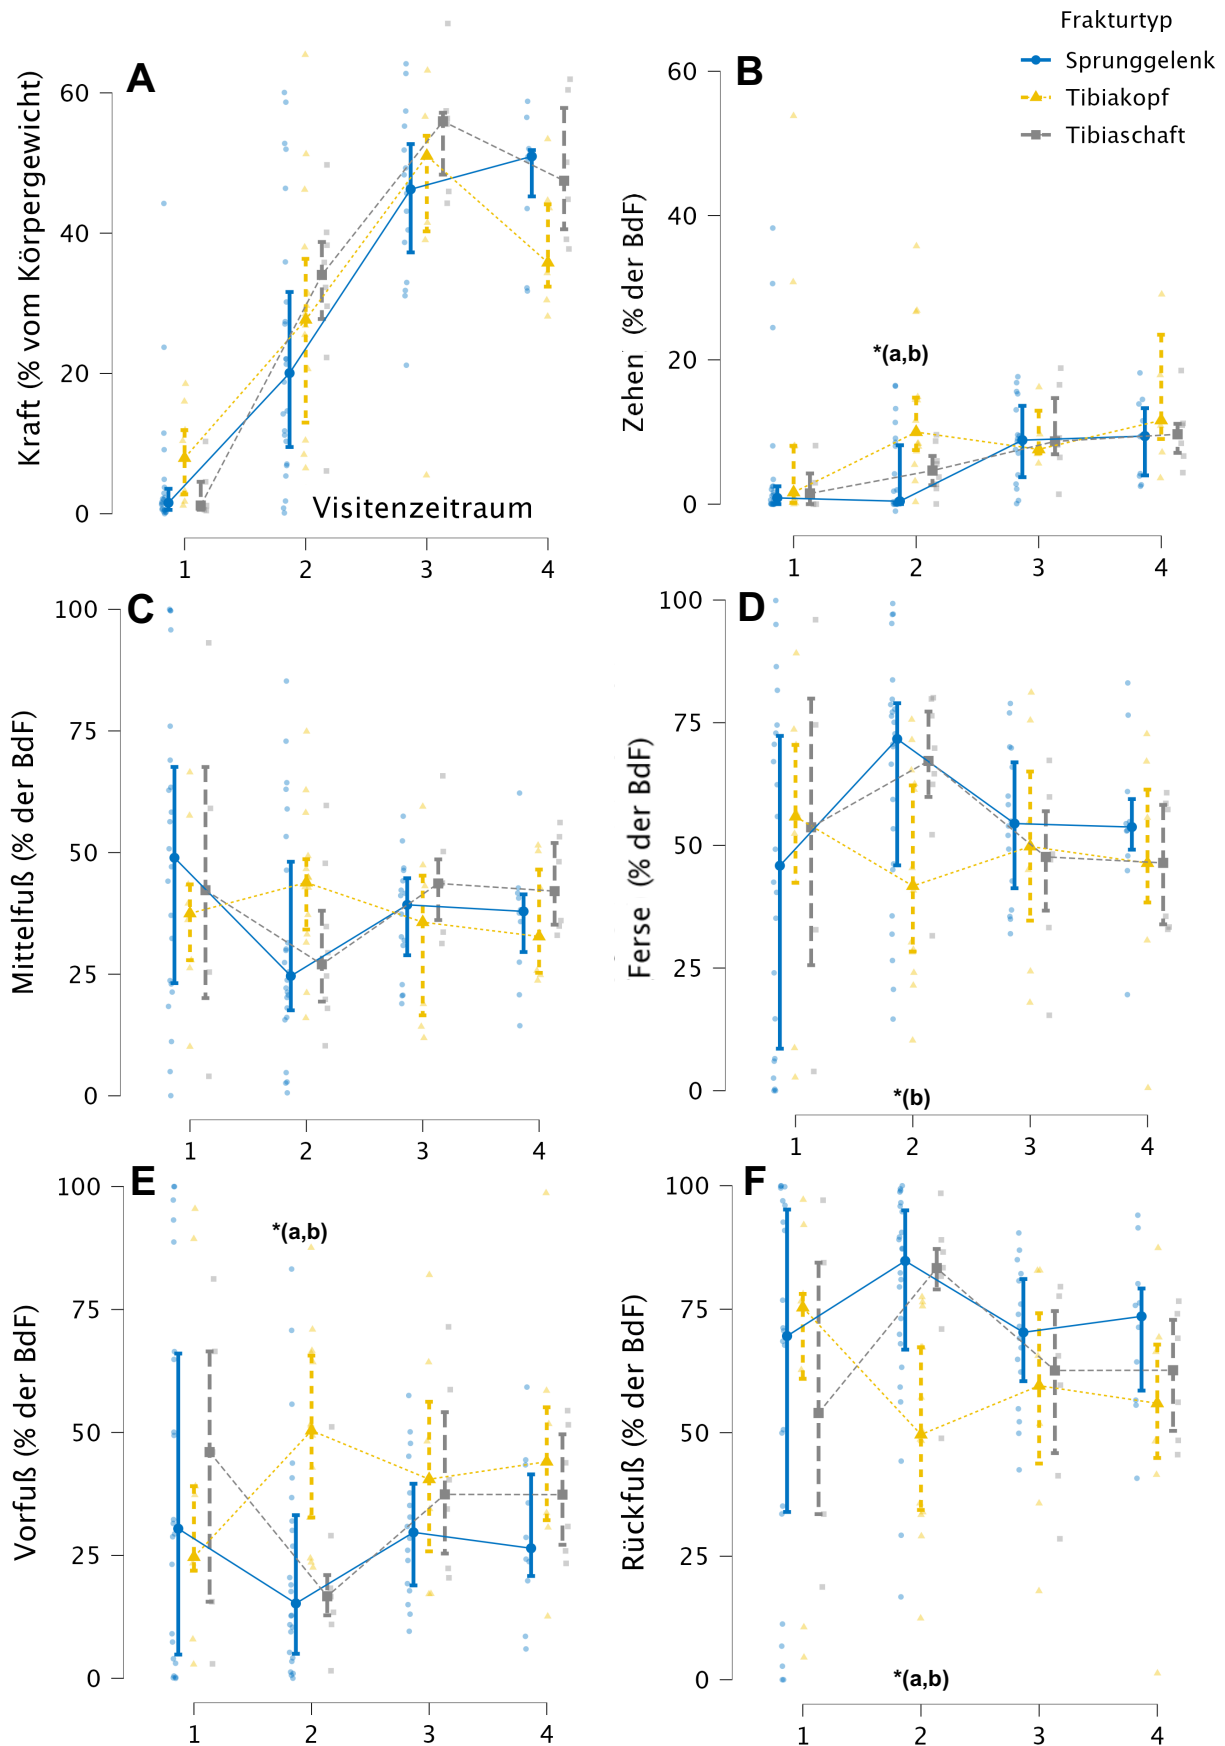 Frakturtyp
Sprunggelenk
Tibiakopf
Tibiaschaft
A
Kraft (% vom Körpergewicht)
60
40
20
0
Visitenzeitraum
1 2 3 4
B
Zehen (% der BdF)
60
40
20
0
*(a,b)
1 2 3 4
C
Mittelfuß (% der BdF)
100
75
50
25
0
1 2 3 4
D
Ferse (% der BdF)
100
75
50
25
0
*(b)
1 2 3 4
E
Vorfuß (% der BdF)
100
75
50
25
0
*(a,b)
1 2 3 4
F
Rückfuß (% der BdF)
100
75
50
25
0
*(a,b)
1 2 3 4